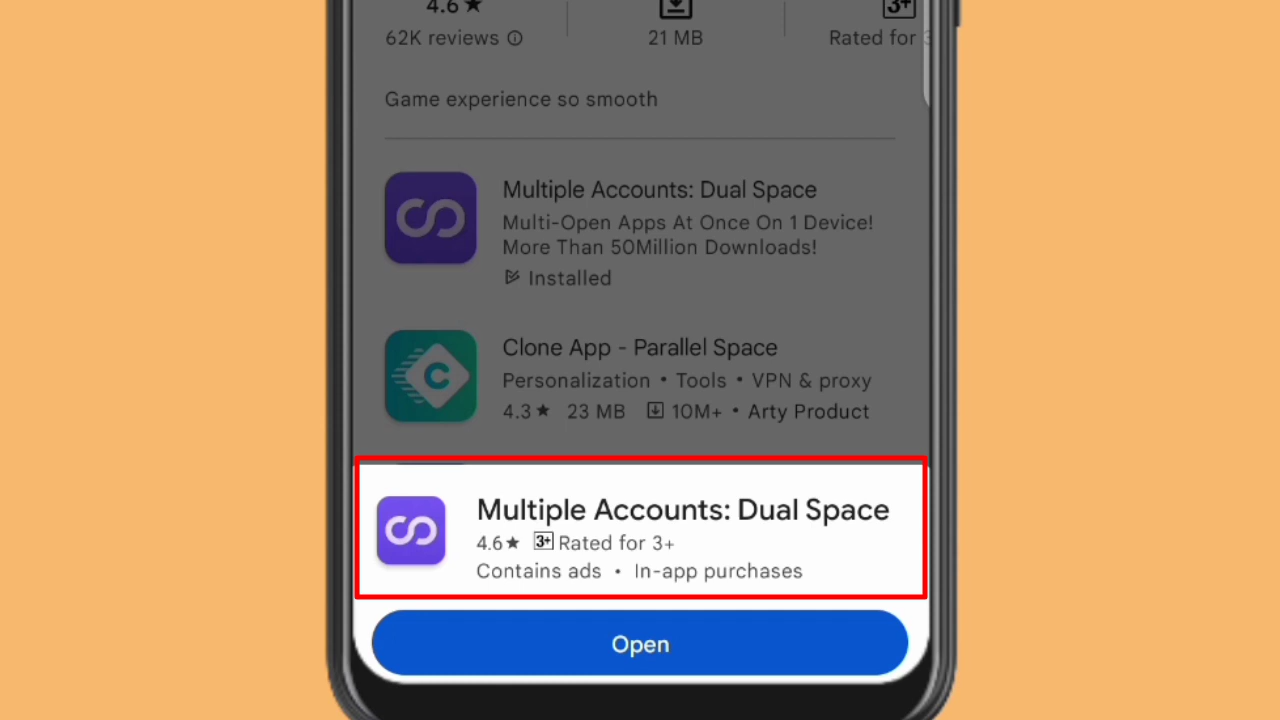 4.6★
3+
62K reviews
21 MB
Rated for 3
Game experience so smooth
Multiple Accounts: Dual Space
Multi-Open Apps At Once On 1 Device!
More Than 50Million Downloads!
Installed
Clone App - Parallel Space
C
Personalization • Tools • VPN & proxy
4.3★ 23 MB 10M+ • Arty Product
Multiple Accounts: Dual Space
4.6★ 3+ Rated for 3+
Contains ads • In-app purchases
Open